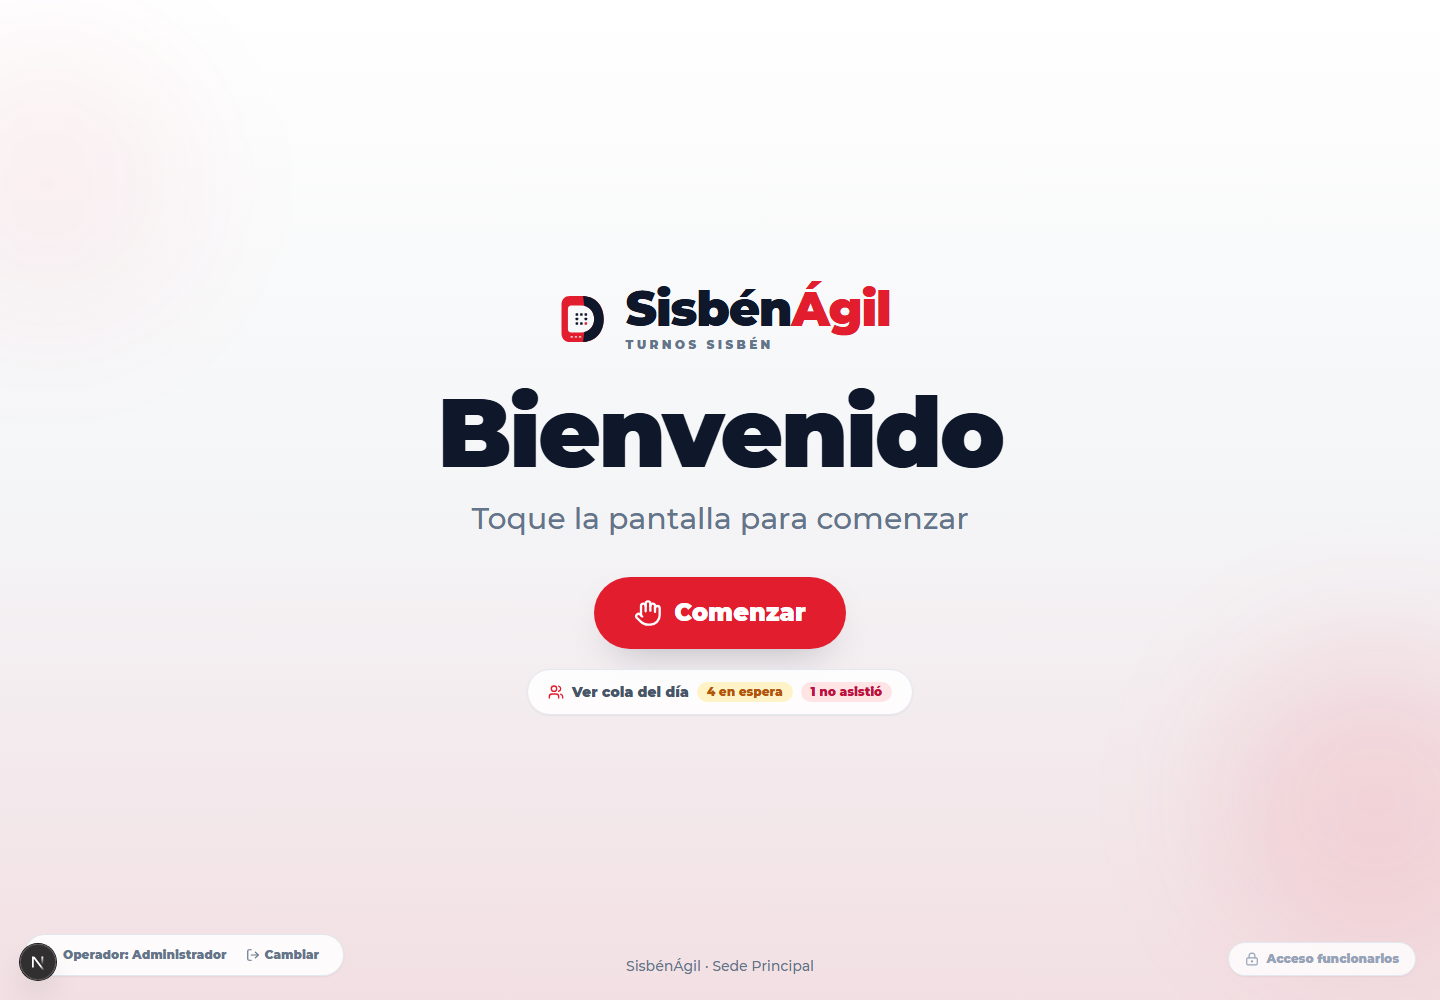 SisbénÁgil
TURNOS SISBÉN
Bienvenido
Toque la pantalla para comenzar
Comenzar
Ver cola del día 4 en espera 1 no asistió
N Operador: Administrador Cambiar
SisbénÁgil · Sede Principal
Acceso funcionarios